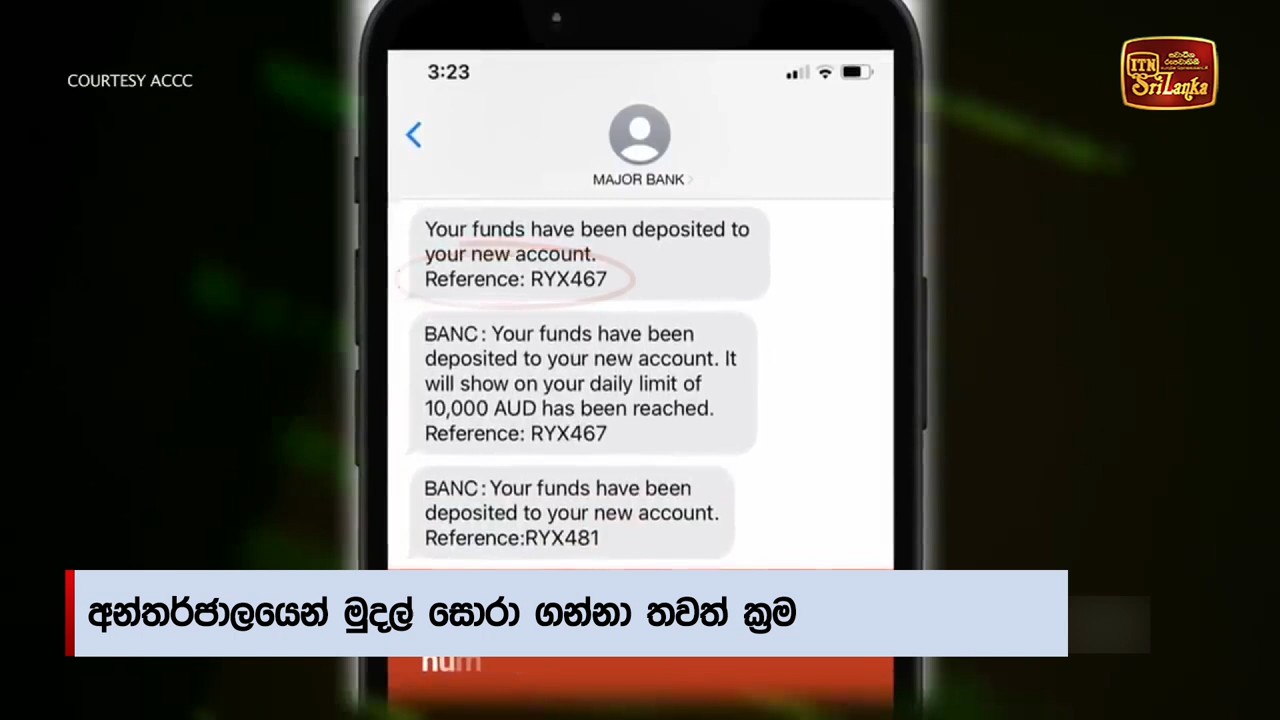 COURTESY ACCC
ITN
Sri Lanka
3:23
MAJOR BANK
Your funds have been deposited to
your new account.
Reference: RYX467
BANC: Your funds have been
deposited to your new account. It
will show on your daily limit of
10,000 AUD has been reached.
Reference: RYX467
BANC: Your funds have been
deposited to your new account.
Reference:RYX481
අන්තර්ජාලයෙන් මුදල් සොරා ගන්නා තවත් ක්‍රම
num